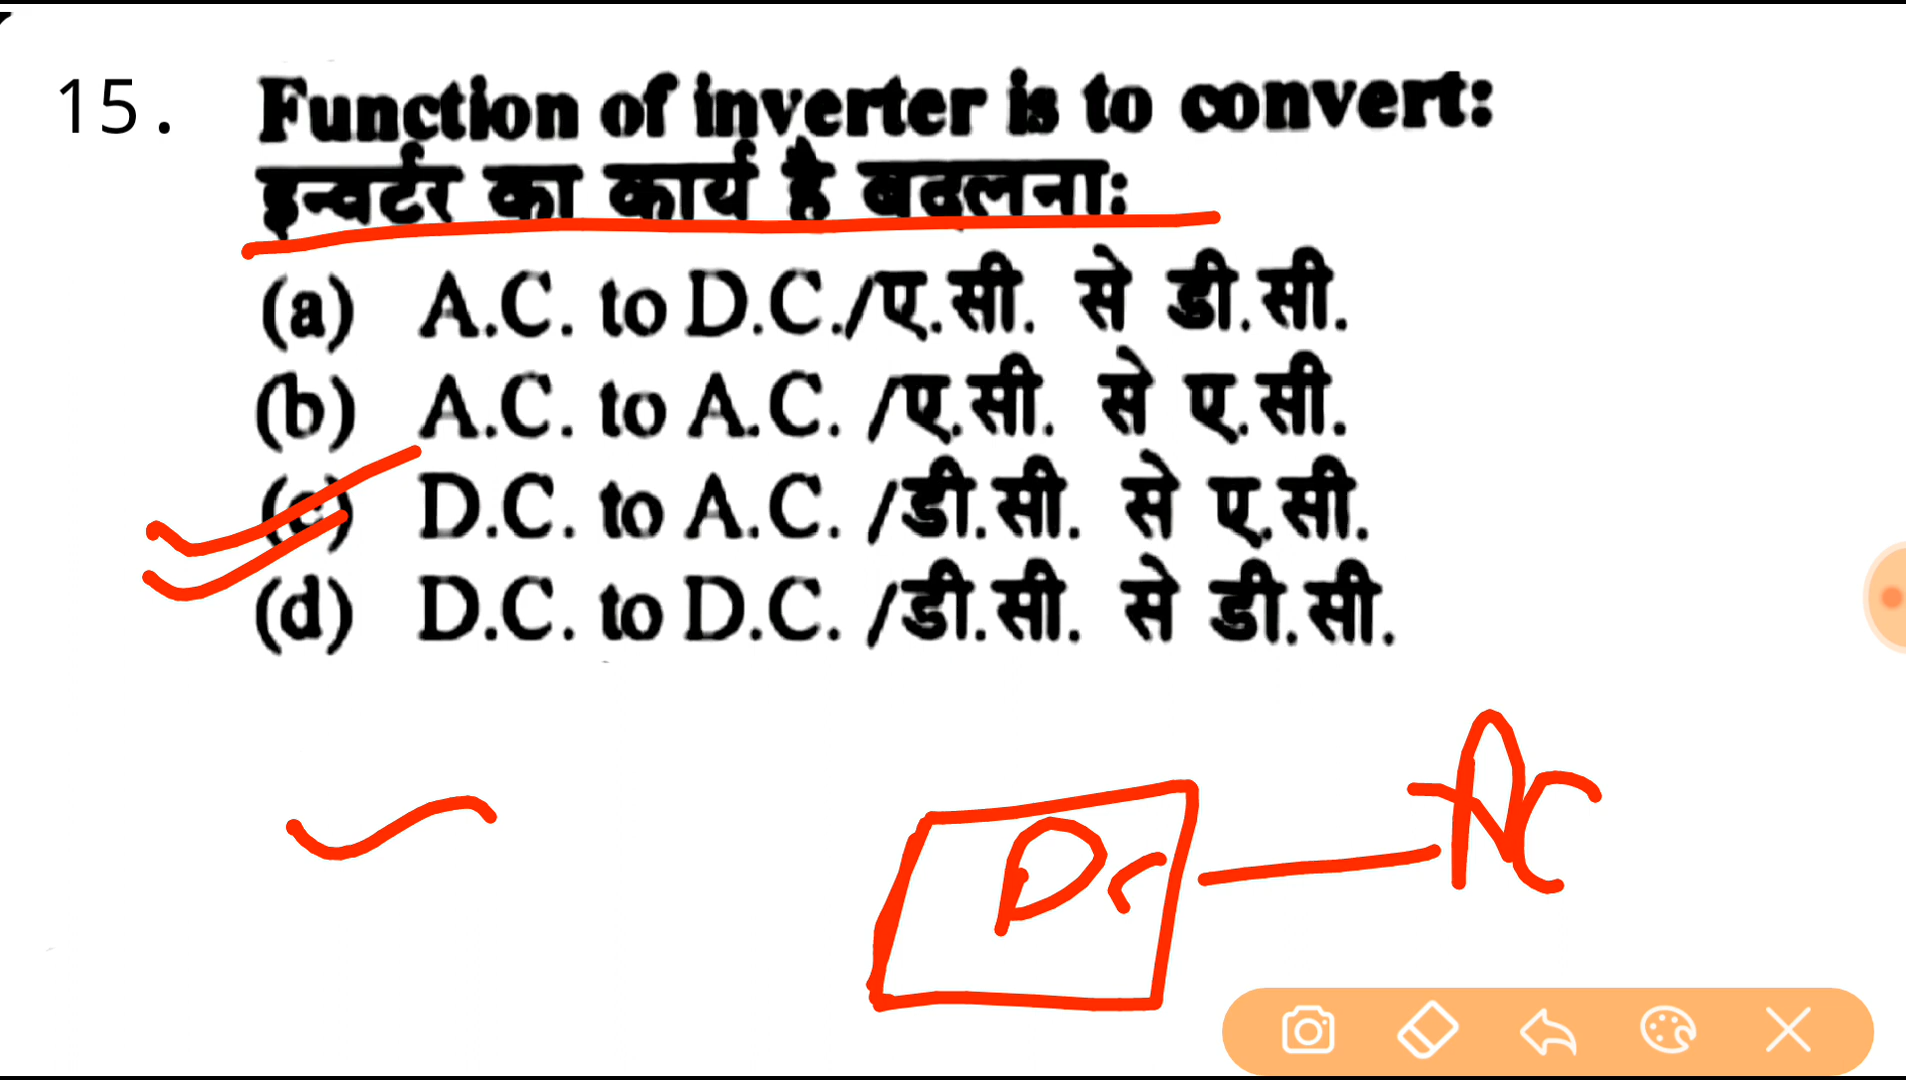 15. Function of inverter is to convert:
इन्वर्टर का कार्य है बदलनाः
(a) A.C. to D.C./ए.सी. से डी.सी.
(b) A.C. to A.C. /ए.सी. से ए.सी.
(c) D.C. to A.C. /डी.सी. से ए.सी.
(d) D.C. to D.C. /डी.सी. से डी.सी.
DC AC